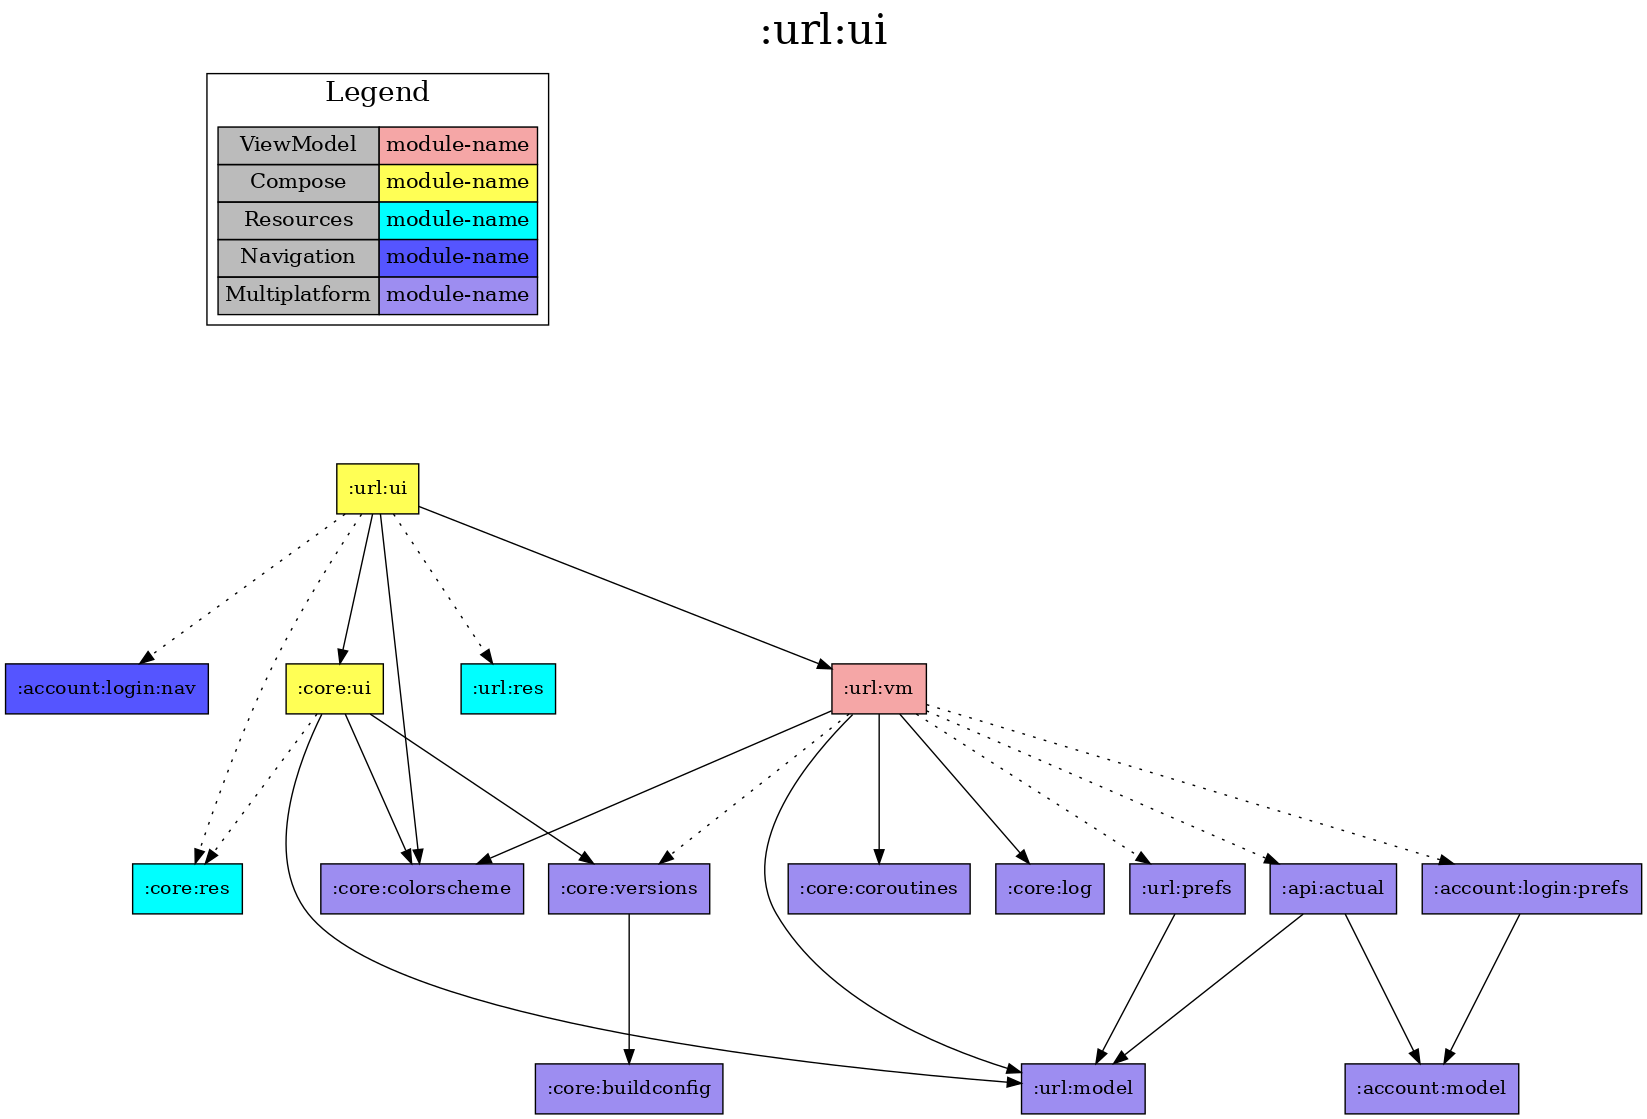 :url:ui
Legend
ViewModel module-name
Compose module-name
Resources module-name
Navigation module-name
Multiplatform module-name
:url:ui
:account:login:nav :core:ui :url:res :url:vm
:core:res :core:colorscheme :core:versions :core:coroutines :core:log :url:prefs :api:actual :account:login:prefs
:core:buildconfig :url:model :account:model